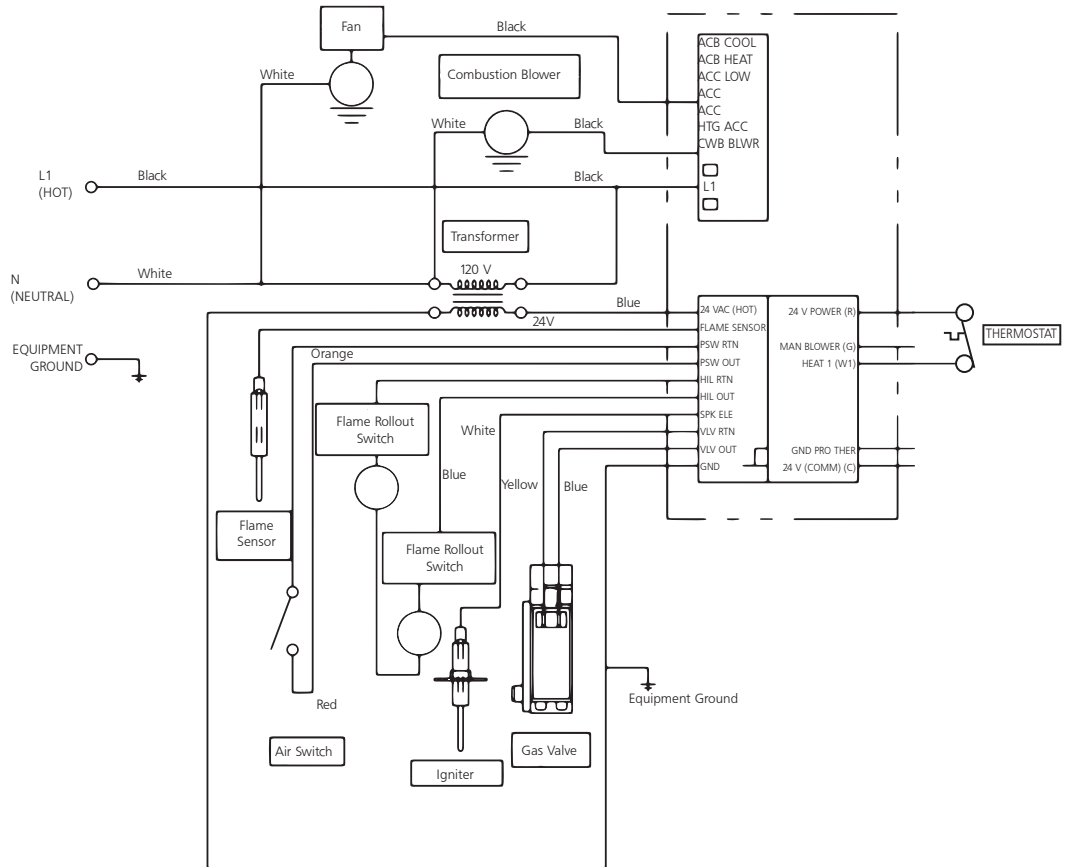 Fan
Black
White
Combustion Blower
White
Black
ACB COOL
ACB HEAT
ACC LOW
ACC
ACC
HTG ACC
CWB BLWR
L1
L1
(HOT)
Black
Black
Transformer
120 V
N
(NEUTRAL)
White
Blue
24V
EQUIPMENT
GROUND
Orange
24 VAC (HOT)
FLAME SENSOR
PSW RTN
PSW OUT
HIL RTN
HIL OUT
SPK ELE
VLV RTN
VLV OUT
GND
24 V POWER (R)
MAN BLOWER (G)
HEAT 1 (W1)
GND PRO THER
24 V (COMM) (C)
THERMOSTAT
Flame Rollout
Switch
White
Blue
Yellow
Blue
Flame
Sensor
Flame Rollout
Switch
Red
Equipment Ground
Air Switch
Igniter
Gas Valve